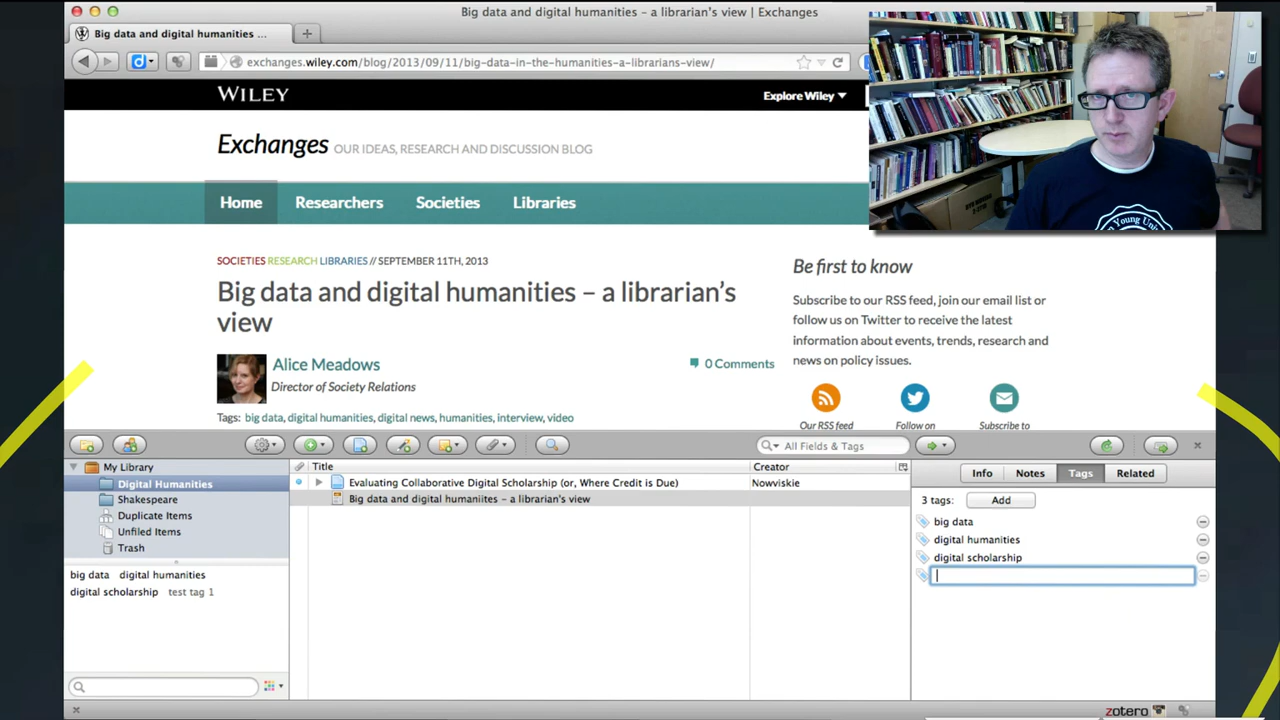 Big data and digital humanities – a librarian's view | Exchanges
Big data and digital humanities ...
exchanges.wiley.com/blog/2013/09/11/big-data-in-the-humanities-a-librarians-view/
WILEY
Explore Wiley
Exchanges OUR IDEAS, RESEARCH AND DISCUSSION BLOG
Home Researchers Societies Libraries
SOCIETIES RESEARCH LIBRARIES // SEPTEMBER 11TH, 2013
Big data and digital humanities – a librarian's
view
Alice Meadows
0 Comments
Director of Society Relations
Tags: big data, digital humanities, digital news, humanities, interview, video
Be first to know
Subscribe to our RSS feed, join our email list or
follow us on Twitter to receive the latest
information about events, trends, research and
news on policy issues.
Our RSS feed Follow on Subscribe to
All Fields & Tags
My Library
Digital Humanities
Shakespeare
Duplicate Items
Unfiled Items
Trash
big data digital humanities
digital scholarship test tag 1
Title Creator
Evaluating Collaborative Digital Scholarship (or, Where Credit is Due) Nowviskie
Big data and digital humaniites – a librarian's view
Info Notes Tags Related
3 tags: Add
big data
digital humanities
digital scholarship
zotero